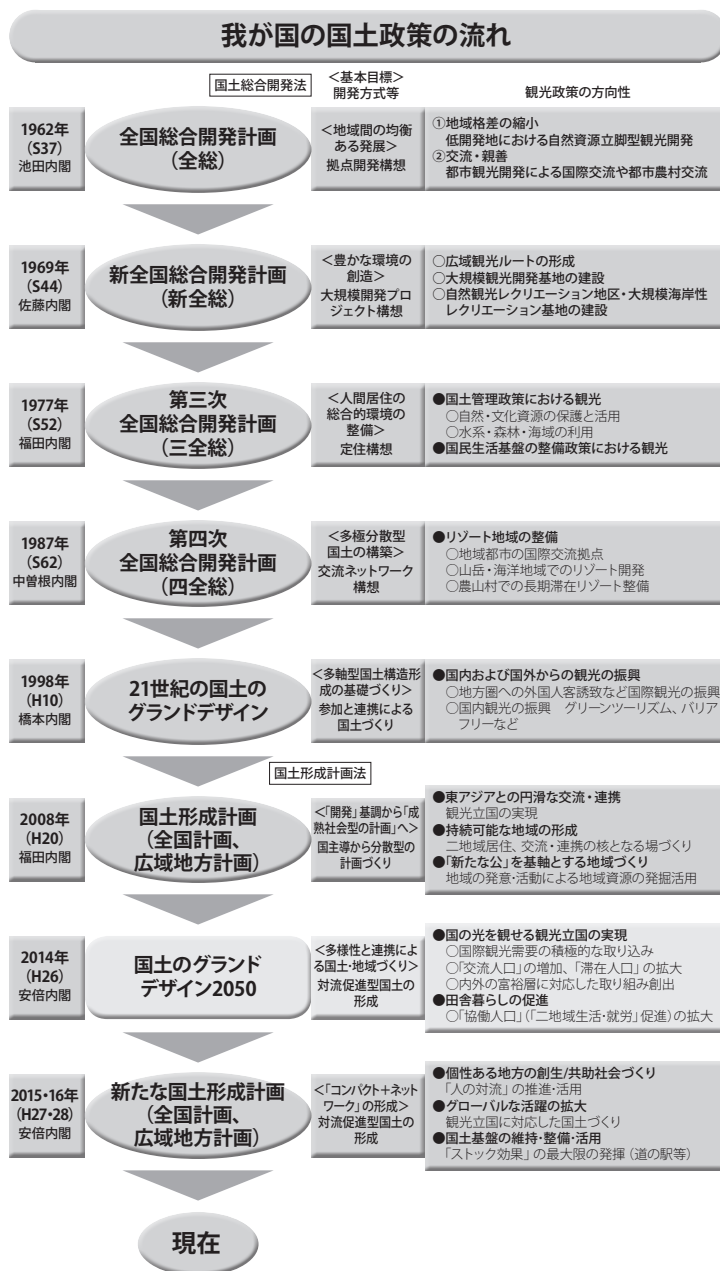 我が国の国土政策の流れ
国土総合開発法
＜基本目標＞
開発方式等
観光政策の方向性
1962年
(S37)
池田内閣
全国総合開発計画
(全総)
＜地域間の均衡
ある発展＞
拠点開発構想
①地域格差の縮小
低開発地における自然資源立脚型観光開発
②交流・親善
都市観光開発による国際交流や都市農村交流
1969年
(S44)
佐藤内閣
新全国総合開発計画
(新全総)
＜豊かな環境の
創造＞
大規模開発プロ
ジェクト構想
○広域観光ルートの形成
○大規模観光開発基地の建設
○自然観光レクリエーション地区・大規模海岸性
レクリエーション基地の建設
1977年
(S52)
福田内閣
第三次
全国総合開発計画
(三全総)
＜人間居住の
総合的環境の
整備＞
定住構想
●国土管理政策における観光
○自然・文化資源の保護と活用
○水系・森林・海域の利用
●国民生活基盤の整備政策における観光
1987年
(S62)
中曽根内閣
第四次
全国総合開発計画
(四全総)
＜多極分散型
国土の構築＞
交流ネットワーク
構想
●リゾート地域の整備
○地域都市の国際交流拠点
○山岳・海洋地域でのリゾート開発
○農山村での長期滞在リゾート整備
1998年
(H10)
橋本内閣
21世紀の国土の
グランドデザイン
＜多軸型国土構造形
成の基礎づくり＞
参加と連携による
国土づくり
●国内および国外からの観光の振興
○地方圏への外国人客誘致など国際観光の振興
○国内観光の振興　グリーンツーリズム、バリア
フリーなど
国土形成計画法
2008年
(H20)
福田内閣
国土形成計画
(全国計画、
広域地方計画)
＜「開発」基調から「成
熟社会型の計画」へ＞
国主導から分散型の
計画づくり
●東アジアとの円滑な交流・連携
観光立国の実現
●持続可能な地域の形成
二地域居住、交流・連携の核となる場づくり
●「新たな公」を基軸とする地域づくり
地域の発意・活動による地域資源の発掘活用
2014年
(H26)
安倍内閣
国土のグランド
デザイン2050
＜多様性と連携によ
る国土・地域づくり＞
対流促進型国土の
形成
●国の光を観せる観光立国の実現
○国際観光需要の積極的な取り込み
○「交流人口」の増加、「滞在人口」の拡大
○内外の富裕層に対応した取り組み創出
●田舎暮らしの促進
○「協働人口」(「二地域生活・就労」促進)の拡大
2015・16年
(H27・28)
安倍内閣
新たな国土形成計画
(全国計画、
広域地方計画)
＜「コンパクト＋ネット
ワーク」の形成＞
対流促進型国土の
形成
●個性ある地方の創生/共助社会づくり
「人の対流」の推進・活用
●グローバルな活躍の拡大
観光立国に対応した国土づくり
●国土基盤の維持・整備・活用
「ストック効果」の最大限の発揮（道の駅等）
現在